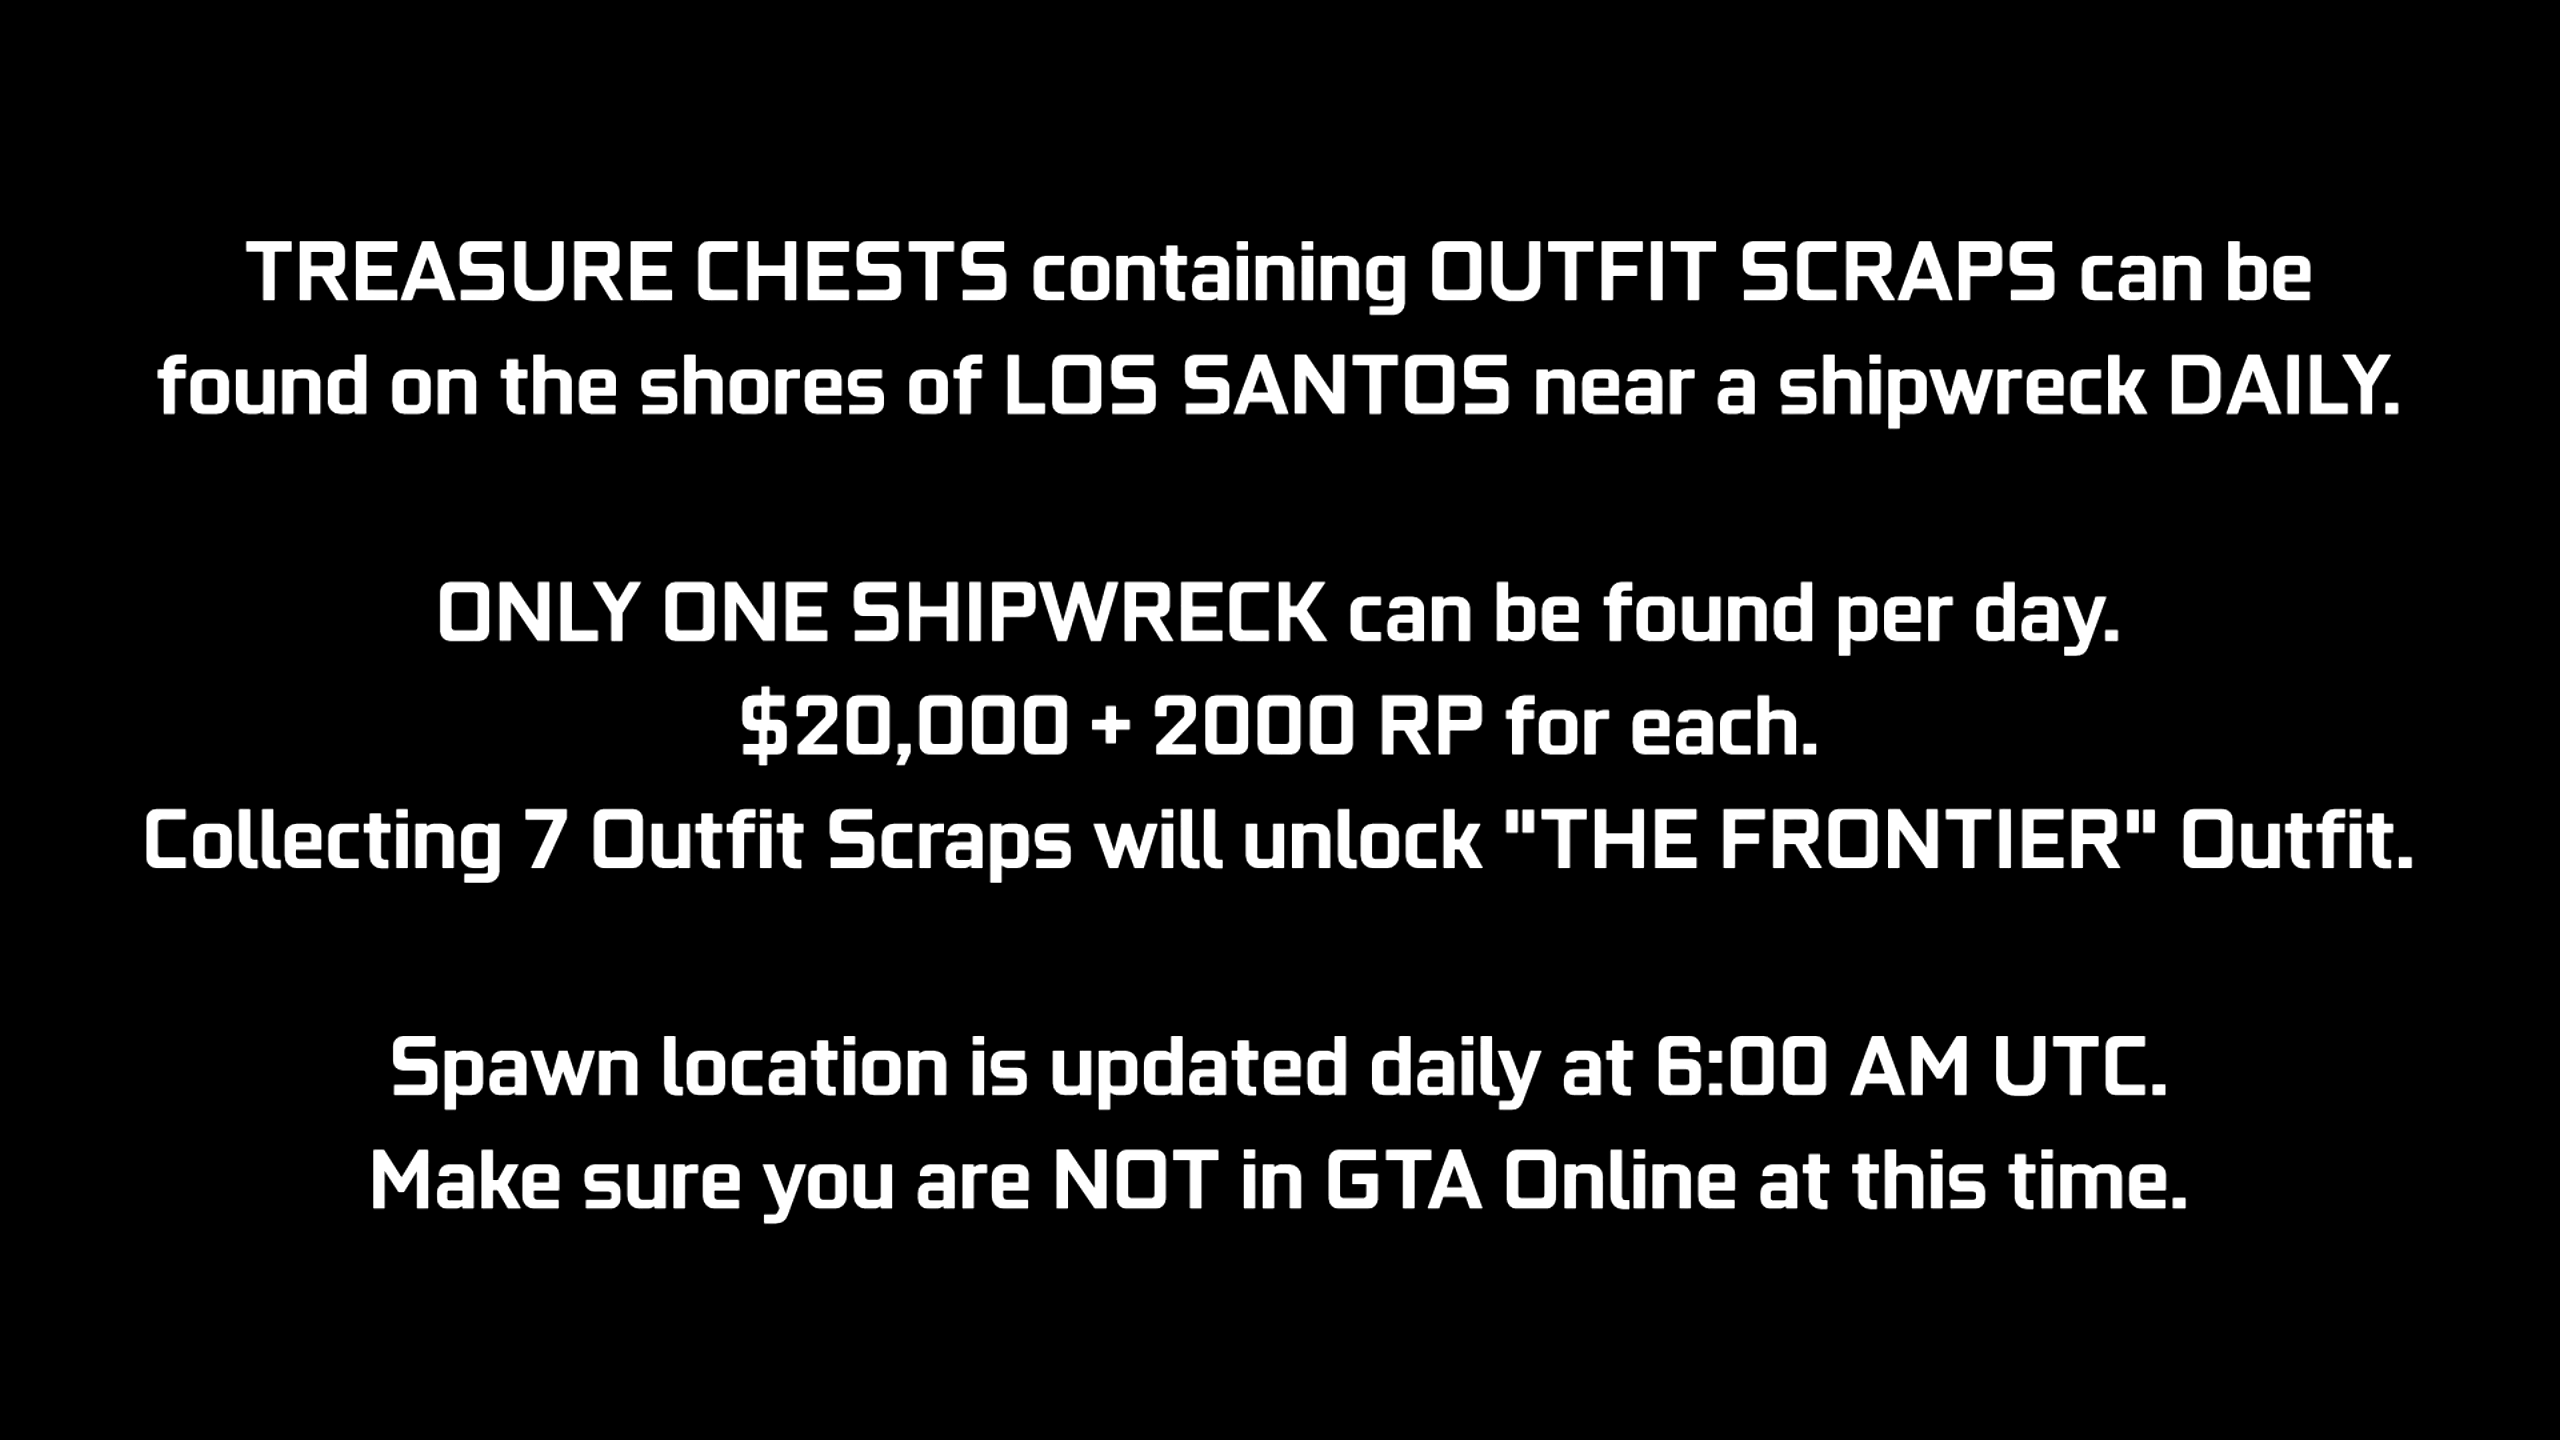 TREASURE CHESTS containing OUTFIT SCRAPS can be
found on the shores of LOS SANTOS near a shipwreck DAILY.
ONLY ONE SHIPWRECK can be found per day.
$20,000 + 2000 RP for each.
Collecting 7 Outfit Scraps will unlock "THE FRONTIER" Outfit.
Spawn location is updated daily at 6:00 AM UTC.
Make sure you are NOT in GTA Online at this time.